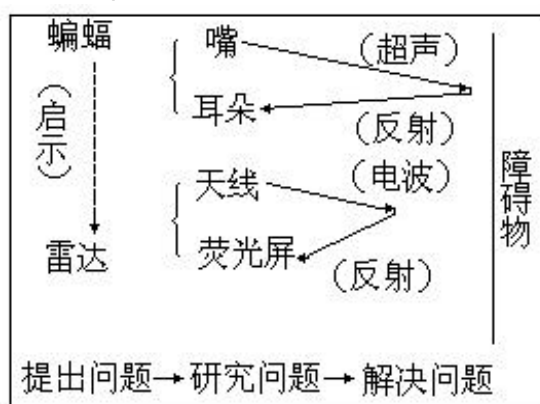 蝙蝠 嘴 (超声)
耳朵
(启示) (反射)
天线 (电波)
障碍物
雷达 荧光屏 (反射)
提出问题→研究问题→解决问题